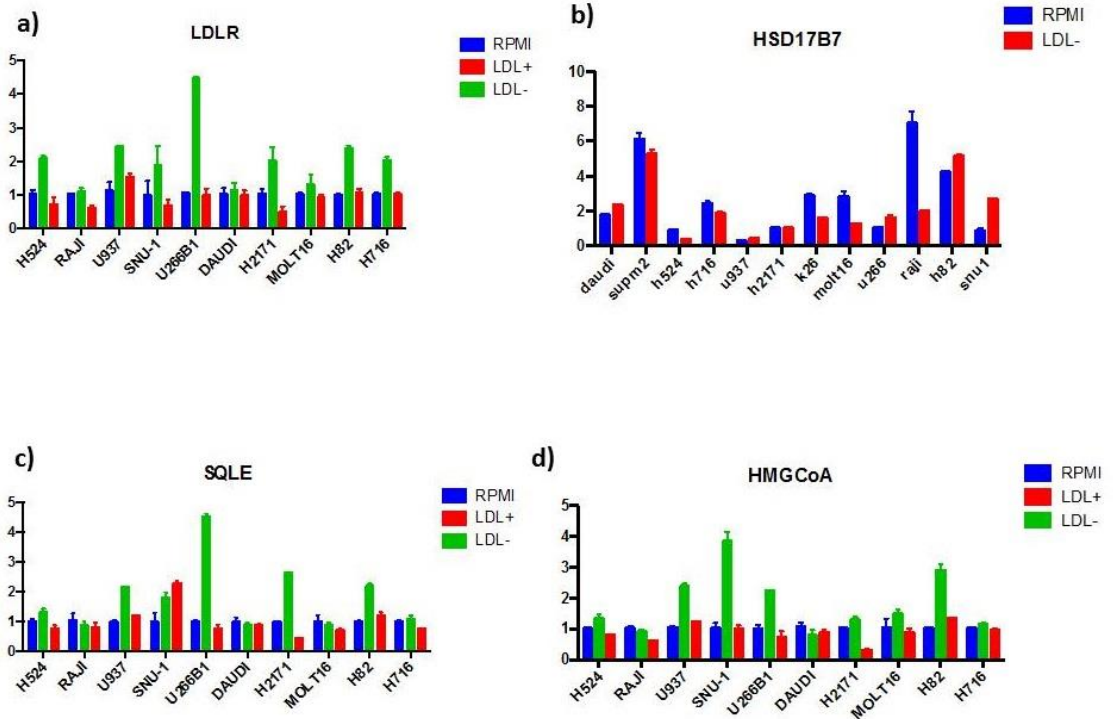 a)
LDLR
RPMI
LDL+
LDL-
5
4
3
2
1
0
H524
RAJI
U937
SNU-1
U266B1
DAUDI
H2171
MOLT16
H82
H716
b)
HSD17B7
RPMI
LDL-
10
8
6
4
2
0
daudi
supm2
h524
h716
u937
h2171
k26
molt16
u266
raji
h82
snu1
c)
SQLE
RPMI
LDL+
LDL-
5
4
3
2
1
0
H524
RAJI
U937
SNU-1
U266B1
DAUDI
H2171
MOLT16
H82
H716
d)
HMGCoA
RPMI
LDL+
LDL-
5
4
3
2
1
0
H524
RAJI
U937
SNU-1
U266B1
DAUDI
H2171
MOLT16
H82
H716